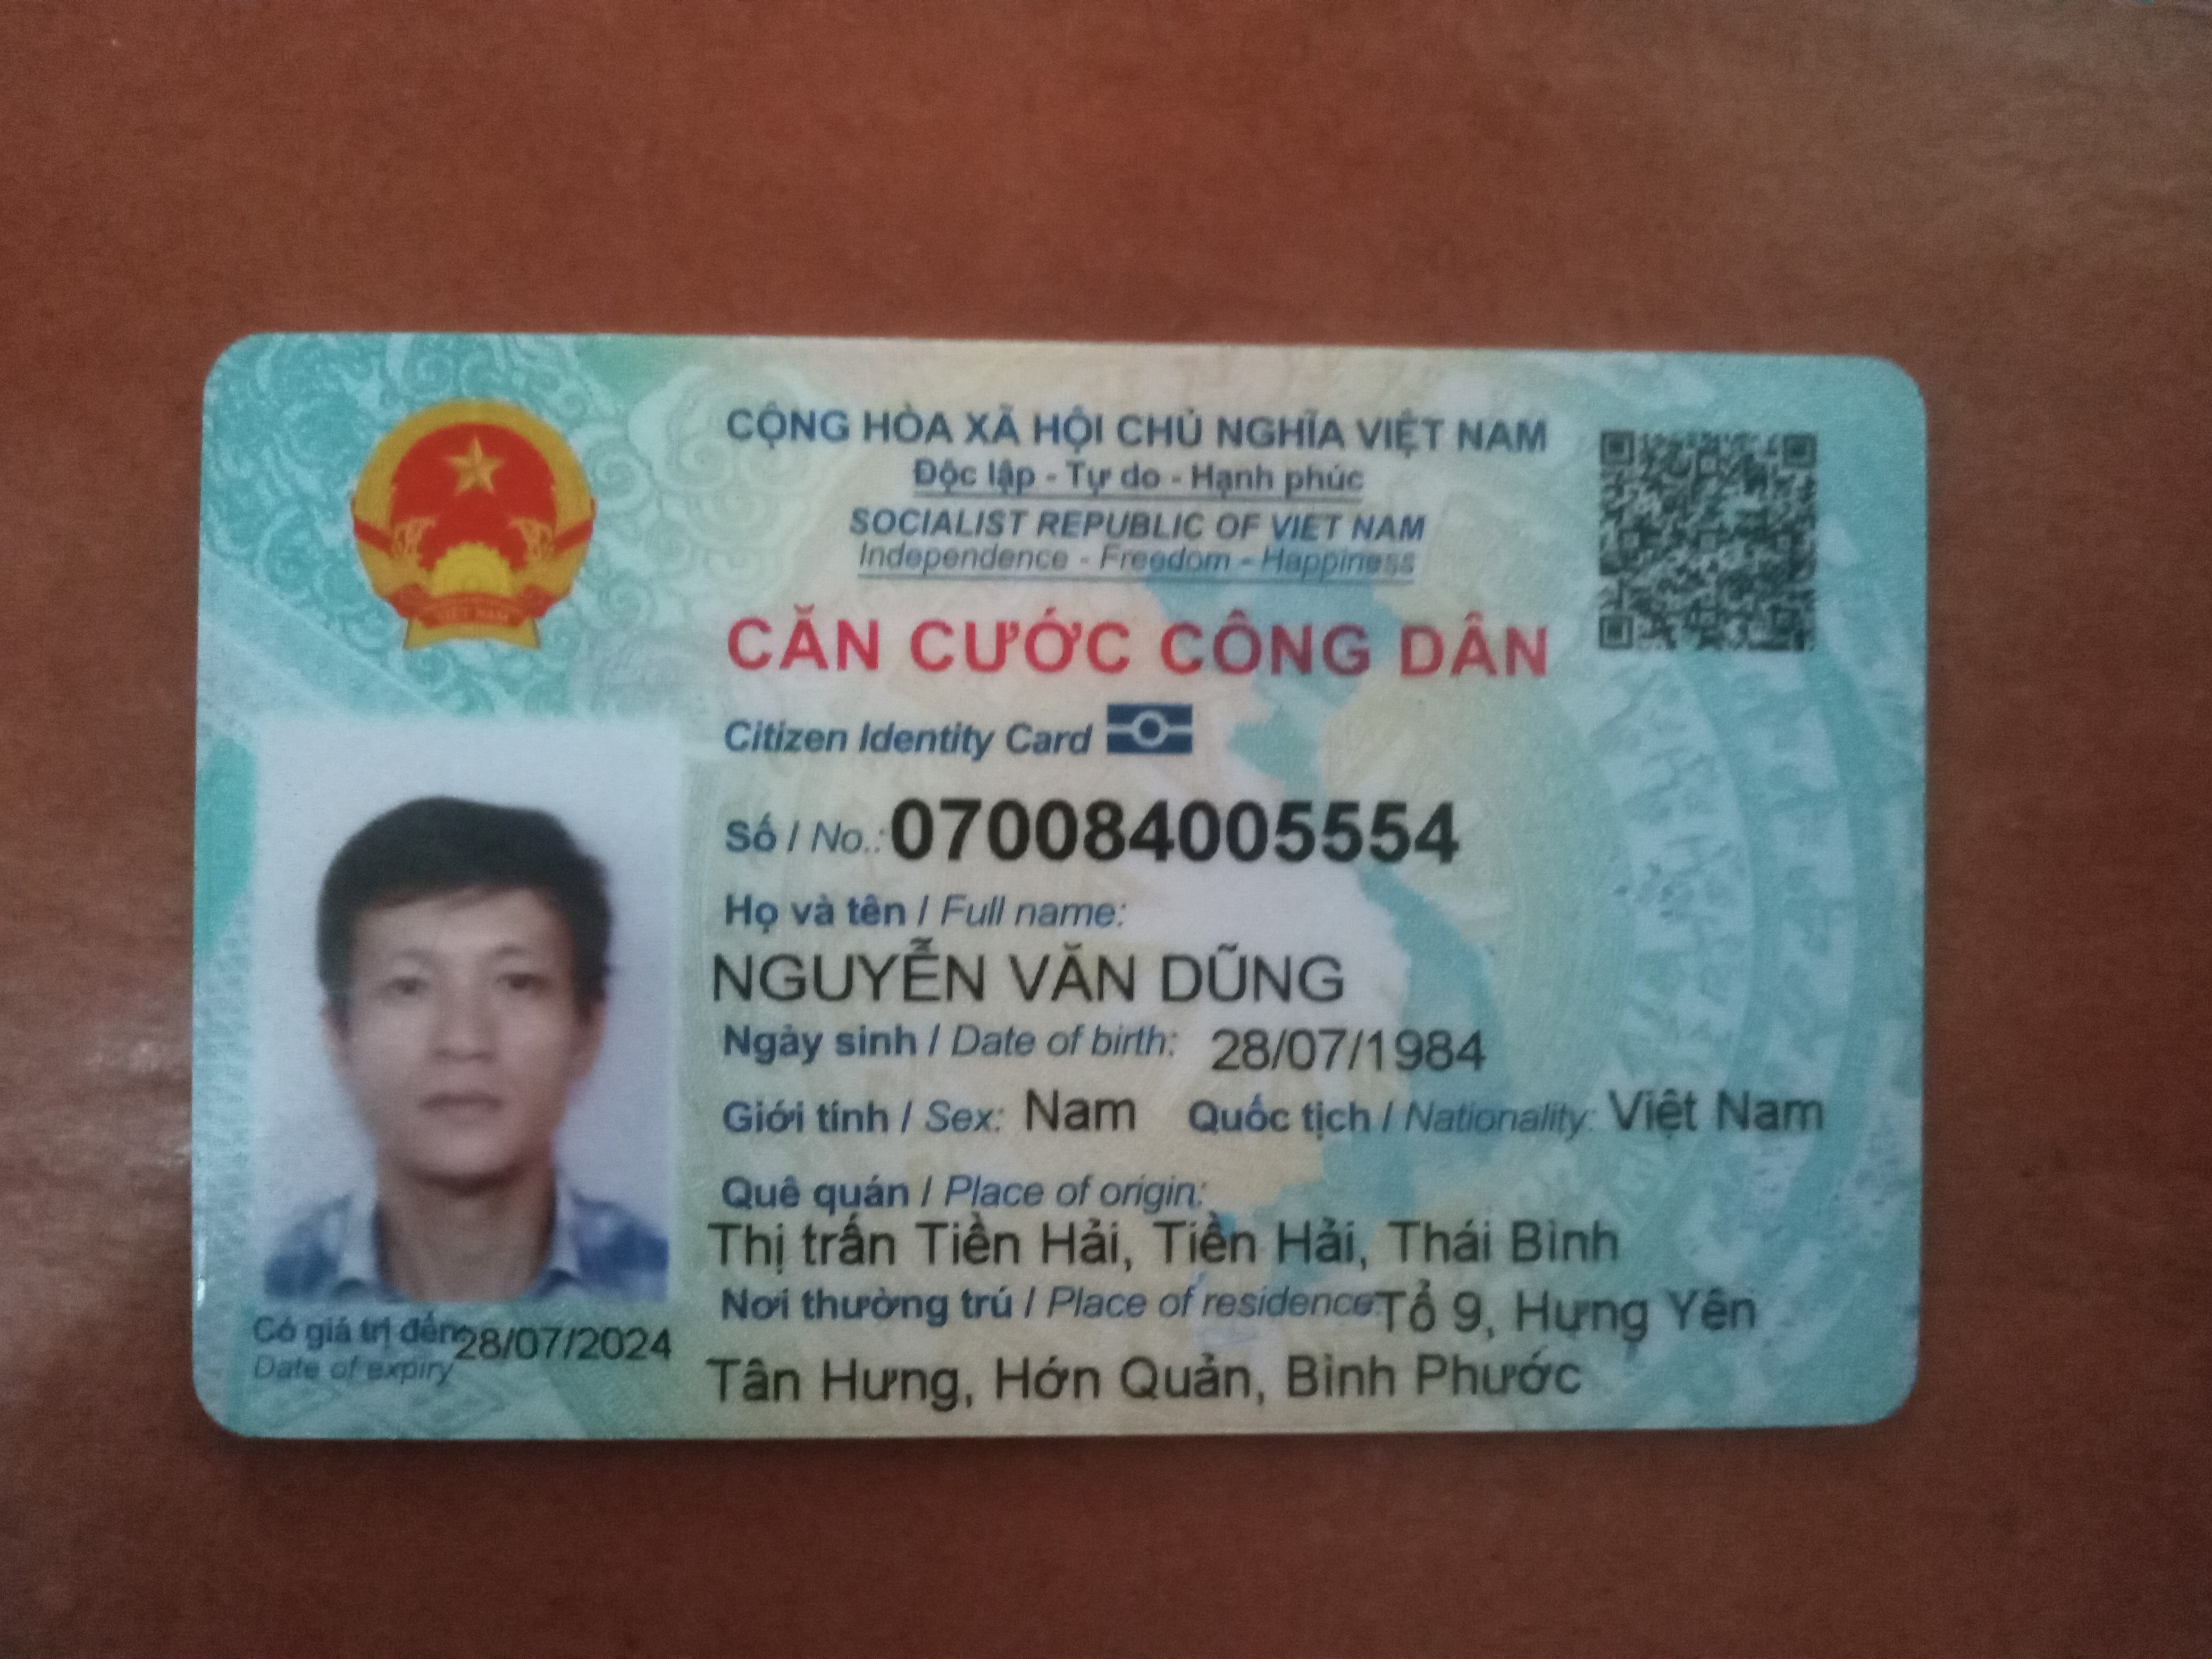 CỘNG HÒA XÃ HỘI CHỦ NGHĨA VIỆT NAM
Độc lập - Tự do - Hạnh phúc
SOCIALIST REPUBLIC OF VIET NAM
Independence - Freedom - Happiness
CĂN CƯỚC CÔNG DÂN
Citizen Identity Card
Số / No.: 070084005554
Họ và tên / Full name:
NGUYỄN VĂN DŨNG
Ngày sinh / Date of birth: 28/07/1984
Giới tính / Sex: Nam Quốc tịch / Nationality: Việt Nam
Quê quán / Place of origin:
Thị trấn Tiền Hải, Tiền Hải, Thái Bình
Nơi thường trú / Place of residence: Tổ 9, Hưng Yên
Tân Hưng, Hớn Quản, Bình Phước
Có giá trị đến: 28/07/2024
Date of expiry
VIỆT NAM